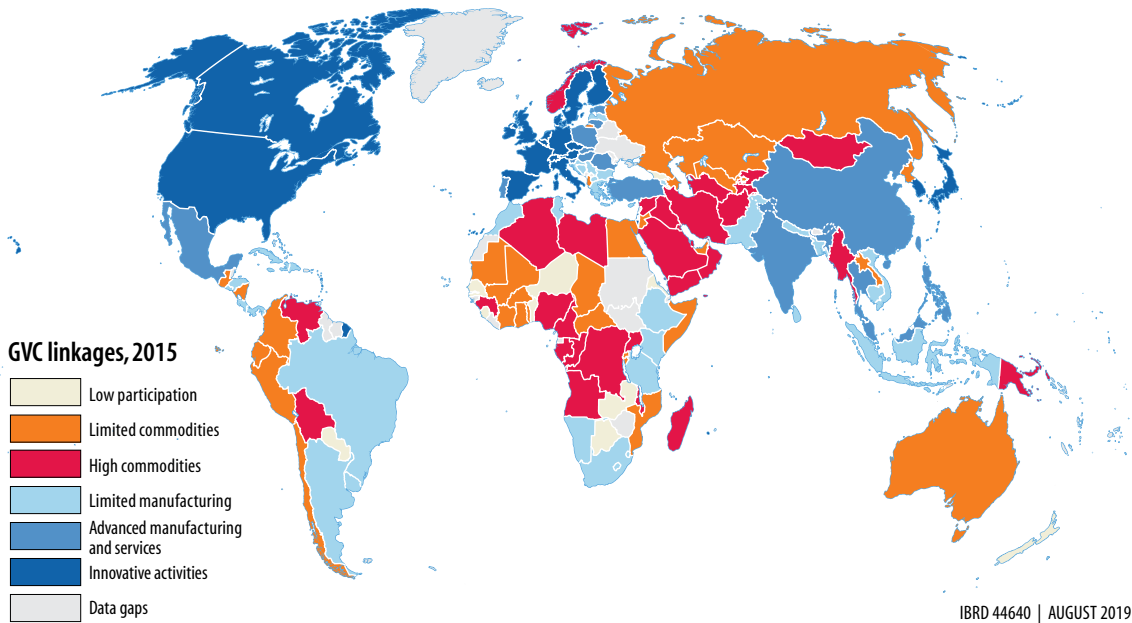 GVC linkages, 2015
Low participation
Limited commodities
High commodities
Limited manufacturing
Advanced manufacturing
and services
Innovative activities
Data gaps
IBRD 44640 | AUGUST 2019